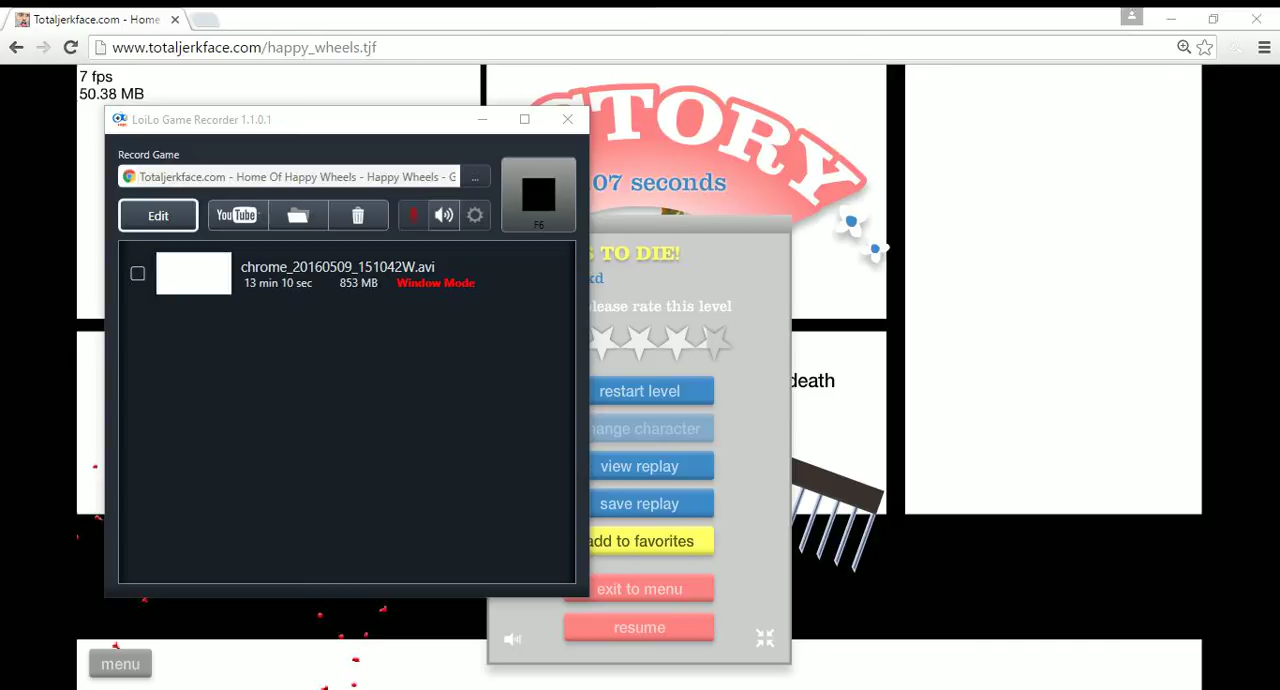 Totaljerkface.com - Home
www.totaljerkface.com/happy_wheels.tjf
7 fps
50.38 MB
LoiLo Game Recorder 1.1.0.1
Record Game
Totaljerkface.com - Home Of Happy Wheels - Happy Wheels - G
...
Edit
YouTube
F6
chrome_20160509_151042W.avi
13 min 10 sec 853 MB Window Mode
TORY
07 seconds
S TO DIE!
kd
lease rate this level
restart level
hange character
view replay
save replay
add to favorites
exit to menu
resume
death
menu